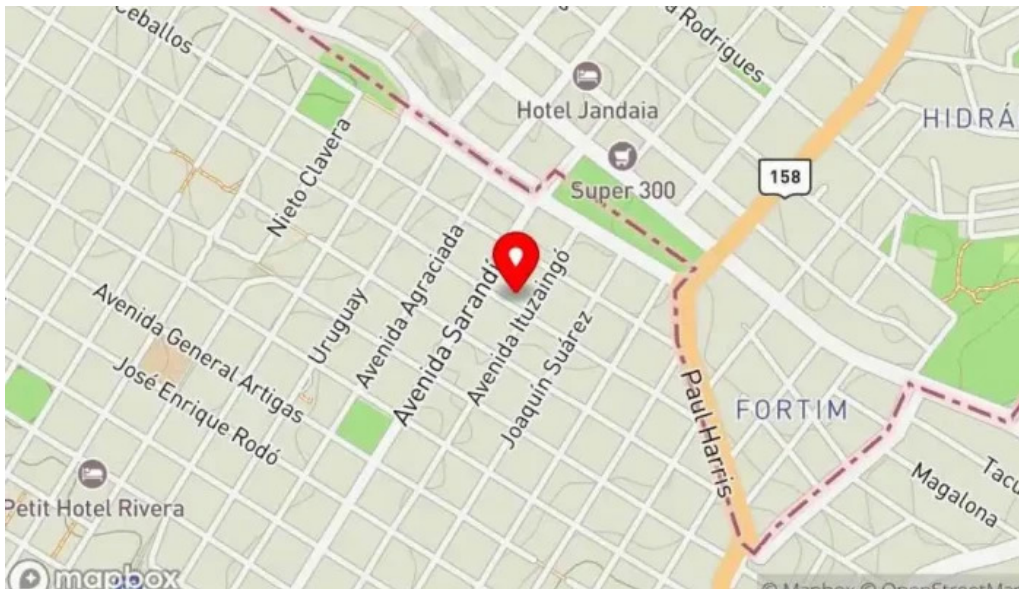 Ceballos
Rodrigues
Hotel Jandaia
HIDRÁ
158
Super 300
Nieto Clavera
Avenida Agraciada
Avenida Sarandí
Avenida Ituzaingó
Uruguay
Joaquín Suárez
Avenida General Artigas
José Enrique Rodó
Paul Harris
FORTIM
Petit Hotel Rivera
Magalona
Tacu
mapbox
© Mapbox © OpenStreetMap